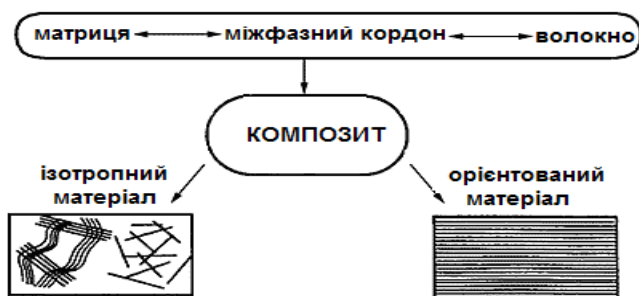 матриця міжфазний кордон волокно
КОМПОЗИТ
ізотропний
матеріал
орієнтований
матеріал